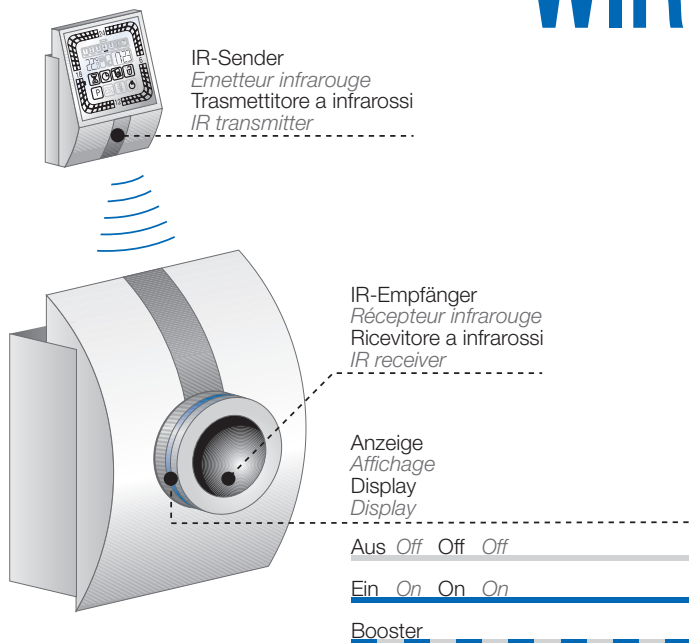 WIR
IR-Sender
Emetteur infrarouge
Trasmettitore a infrarossi
IR transmitter
IR-Empfänger
Récepteur infrarouge
Ricevitore a infrarossi
IR receiver
Anzeige
Affichage
Display
Display
Aus Off Off Off
Ein On On On
Booster